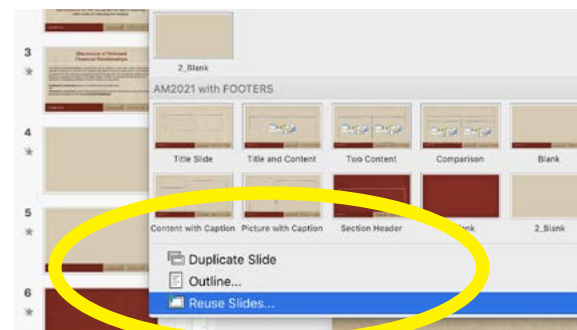 3
Disclosure of Relevant
Financial Relationships
2_Blank
AM2021 with FOOTERS
4
Title Slide
Title and Content
Two Content
Comparison
Blank
5
Content with Caption
Picture with Caption
Section Header
2_Blank
Duplicate Slide
Outline...
6
Reuse Slides...